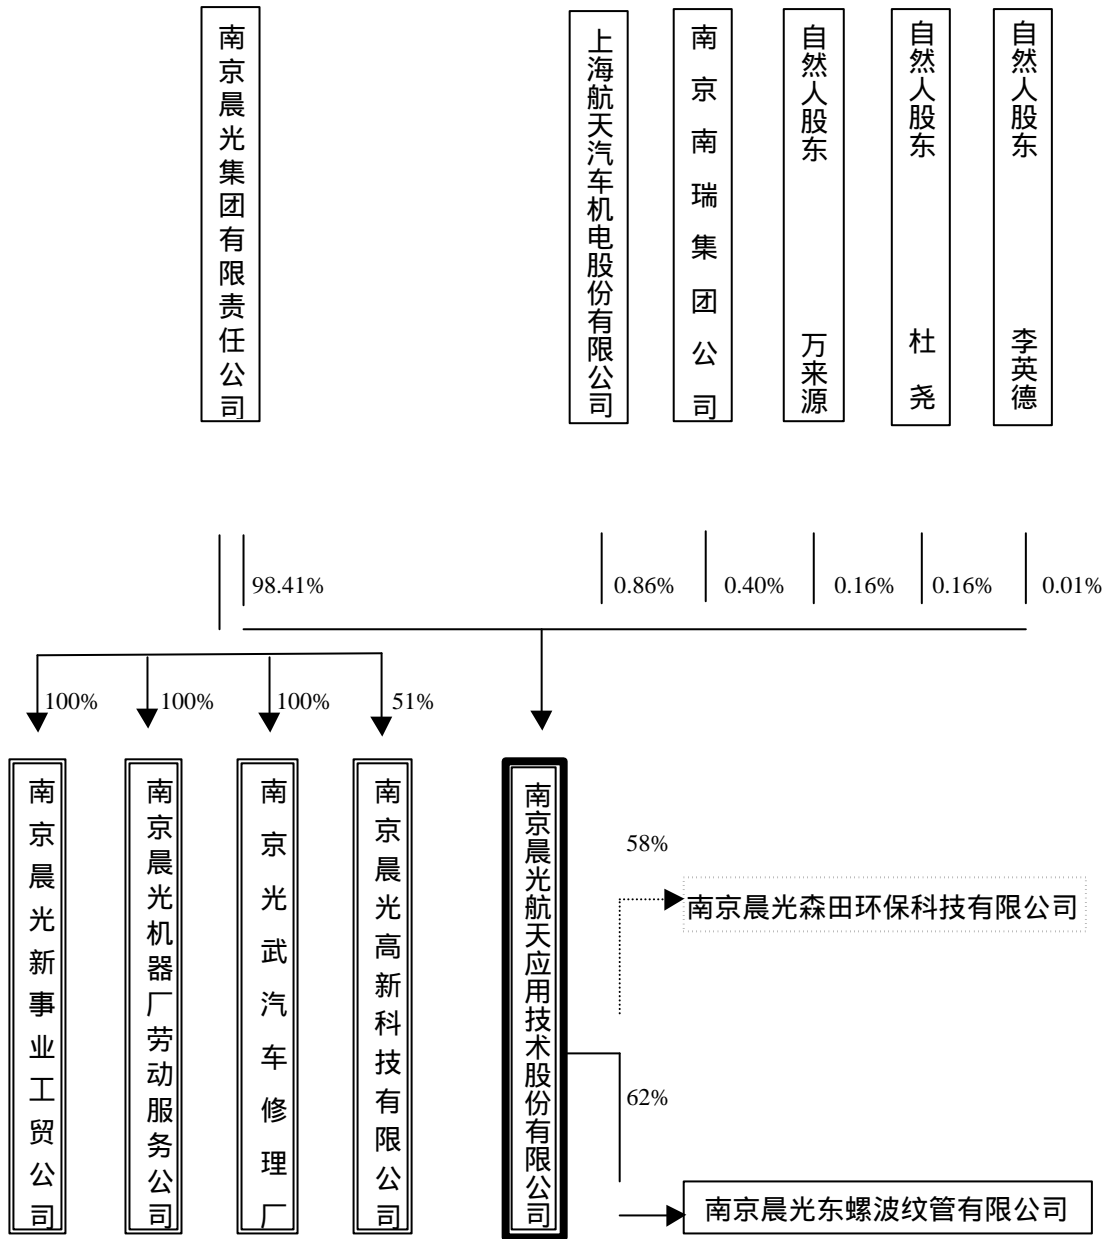 南京晨光集团有限责任公司
上海航天汽车机电股份有限公司
南京南瑞集团公司
自然人股东 万来源
自然人股东 杜尧
自然人股东 李英德
98.41%
0.86%
0.40%
0.16%
0.16%
0.01%
100%
100%
100%
51%
南京晨光新事业工贸公司
南京晨光机器厂劳动服务公司
南京光武汽车修理厂
南京晨光高新科技有限公司
南京晨光航天应用技术股份有限公司
58%
南京晨光森田环保科技有限公司
62%
南京晨光东螺波纹管有限公司